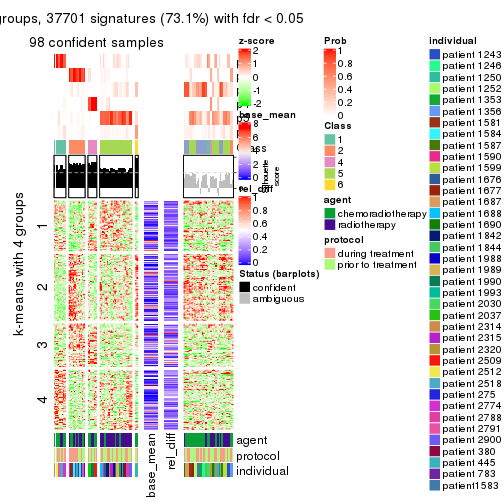 groups, 37701 signatures (73.1%) with fdr < 0.05
98 confident samples
k-means with 4 groups
1
2
3
4
base_mean
rel_diff
agent
protocol
individual
z-score
2
1
0
-1
-2
base_mean
8
6
4
2
0
rel_diff
1
0.8
0.6
0.4
0.2
0
Status (barplots)
confident
ambiguous
Silhouette
score
Prob
1
0.8
0.6
0.4
0.2
0
Class
1
2
4
5
6
agent
chemoradiotherapy
radiotherapy
protocol
during treatment
prior to treatment
individual
patient 1243
patient 1246
patient 1250
patient 1252
patient 1353
patient 1356
patient 1581
patient 1584
patient 1587
patient 1590
patient 1599
patient 1676
patient 1677
patient 1687
patient 1688
patient 1690
patient 1842
patient 1844
patient 1988
patient 1989
patient 1990
patient 1993
patient 2030
patient 2037
patient 2314
patient 2315
patient 2320
patient 2509
patient 2512
patient 2518
patient 275
patient 2774
patient 2788
patient 2791
patient 2900
patient 380
patient 445
patient 783
patient1583